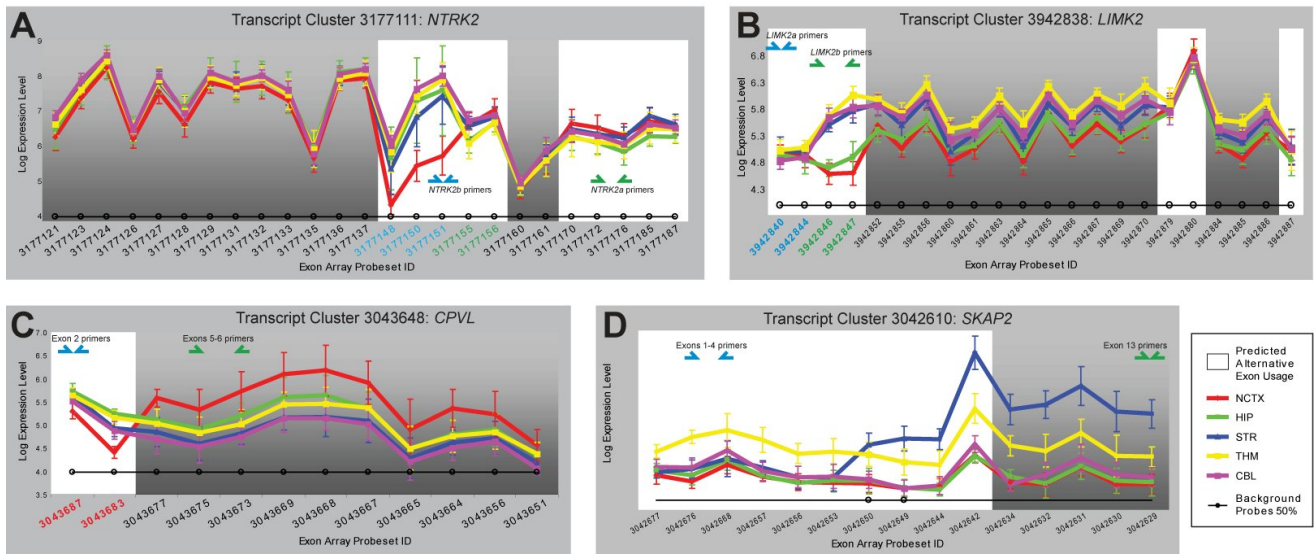 A
Transcript Cluster 3177111: NTRK2
Log Expression Level
9
8
7
6
5
4
NTRK2b primers
NTRK2a primers
3177121
3177123
3177124
3177126
3177127
3177128
3177129
3177131
3177132
3177133
3177135
3177136
3177137
3177148
3177150
3177151
3177155
3177156
3177160
3177161
3177170
3177172
3177176
3177185
3177187
Exon Array Probeset ID
B
Transcript Cluster 3942838: LIMK2
LIMK2a primers
LIMK2b primers
Log Expression Level
6.8
6.3
5.8
5.3
4.8
4.3
3942840
3942844
3942846
3942847
3942852
3942855
3942856
3942860
3942861
3942863
3942864
3942865
3942866
3942867
3942869
3942870
3942879
3942880
3942884
3942885
3942886
3942887
Exon Array Probeset ID
C
Transcript Cluster 3043648: CPVL
Exon 2 primers
Exons 5-6 primers
Log Expression Level
7.0
6.5
6.0
5.5
5.0
4.5
4.0
3.5
3043687
3043683
3043677
3043675
3043673
3043669
3043668
3043667
3043665
3043664
3043656
3043651
Exon Array Probeset ID
D
Transcript Cluster 3042610: SKAP2
Exons 1-4 primers
Exon 13 primers
Log Expression Level
3042677
3042676
3042668
3042657
3042656
3042653
3042650
3042649
3042644
3042642
3042634
3042632
3042631
3042630
3042629
Exon Array Probeset ID
Predicted
Alternative
Exon Usage
NCTX
HIP
STR
THM
CBL
Background
Probes 50%